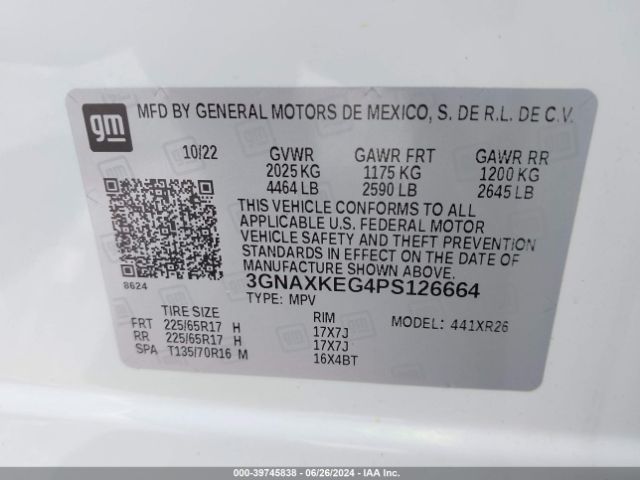 gm
MFD BY GENERAL MOTORS DE MEXICO, S. DE R.L. DE C.V.
10/22 GVWR GAWR FRT GAWR RR
2025 KG 1175 KG 1200 KG
4464 LB 2590 LB 2645 LB
THIS VEHICLE CONFORMS TO ALL
APPLICABLE U.S. FEDERAL MOTOR
VEHICLE SAFETY AND THEFT PREVENTION
STANDARDS IN EFFECT ON THE DATE OF
MANUFACTURE SHOWN ABOVE.
8624 3GNAXKEG4PS126664
TYPE: MPV
TIRE SIZE RIM MODEL: 441XR26
FRT 225/65R17 H 17X7J
RR 225/65R17 H 17X7J
SPA T135/70R16 M 16X4BT
000-39745838 - 06/26/2024 - IAA Inc.